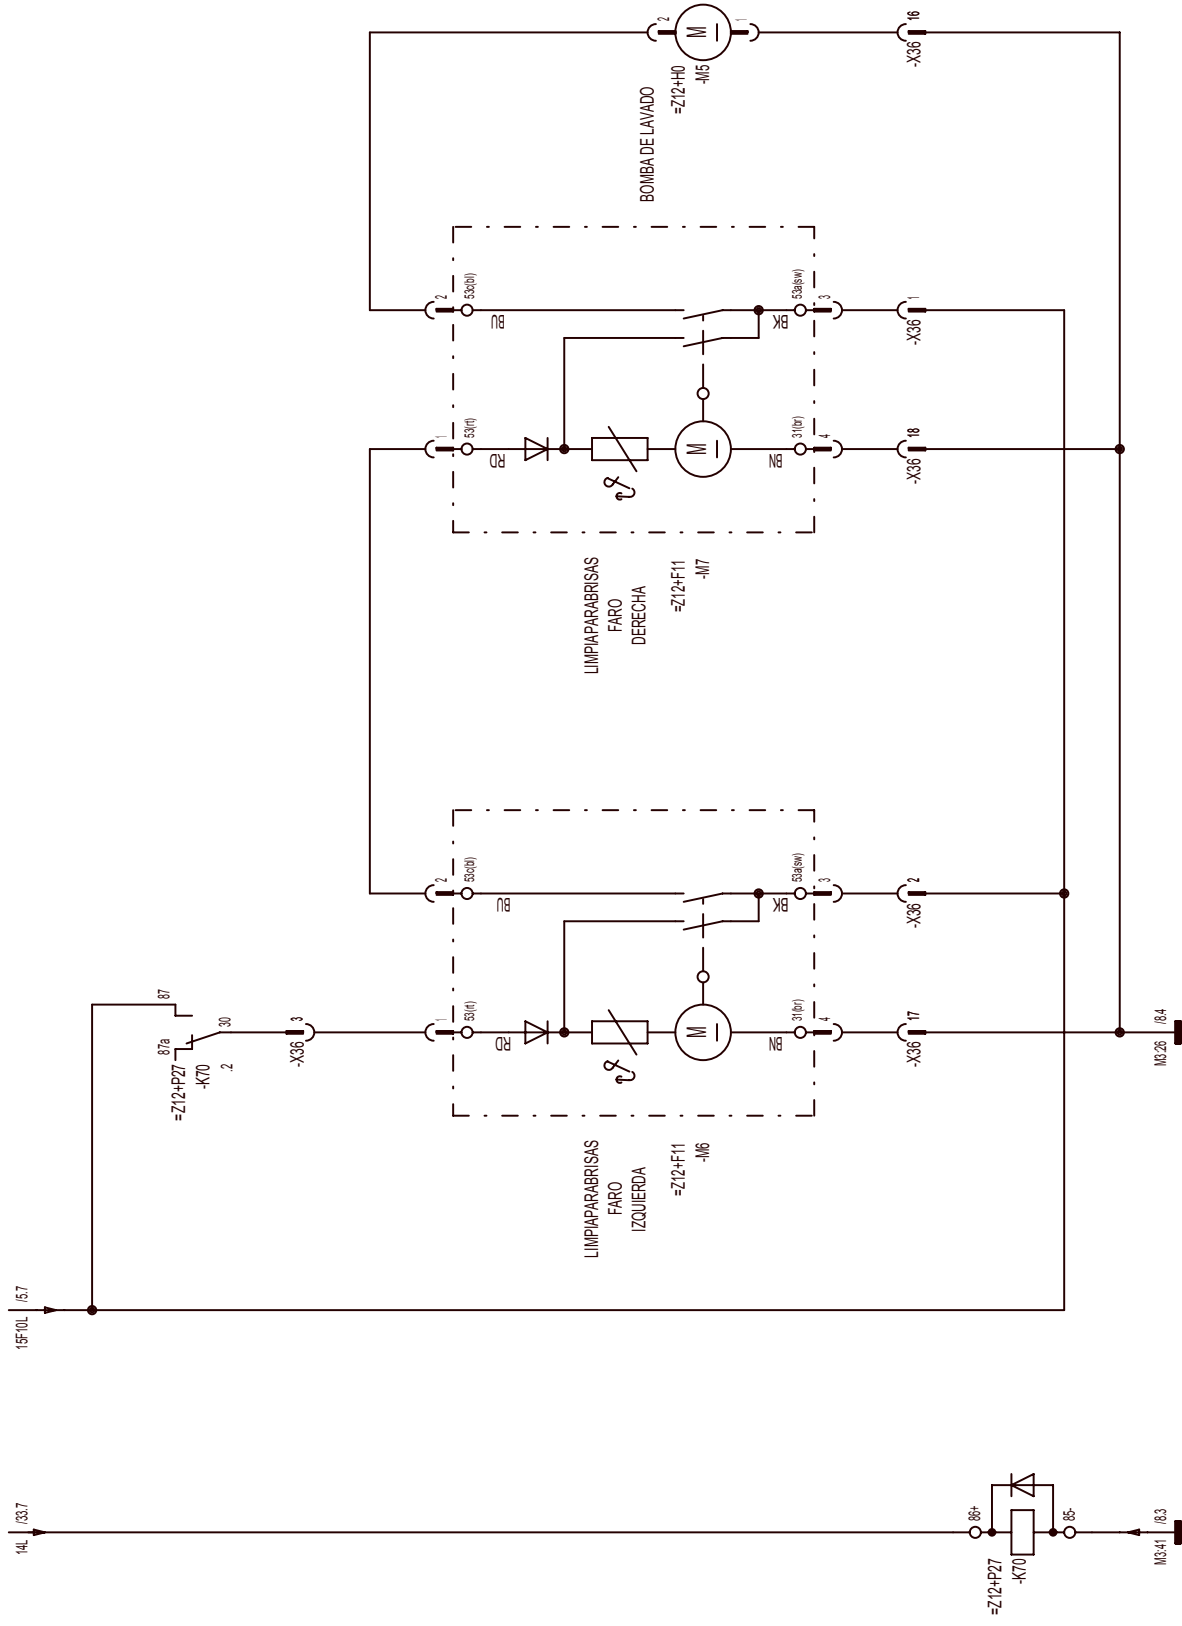 14L /33.7
=Z12+P27
-K70
86+
85-
M3:41 /8.3
15F10L /5.7
=Z12+P27
-K70
.2
87a
87
30
-X36 3
LIMPIAPARABRISAS
FARO
IZQUIERDA
=Z12+F11
-M6
1
53(rt)
RD
2
53c(bl)
BU
M
BN
31(br)
4
BK
53a(sw)
3
-X36 17
-X36 2
M3:26 /8.4
LIMPIAPARABRISAS
FARO
DERECHA
=Z12+F11
-M7
1
53(rt)
RD
2
53c(bl)
BU
M
BN
31(br)
4
BK
53a(sw)
3
-X36 18
-X36 1
BOMBA DE LAVADO
=Z12+H0
-M5
2
M
1
-X36 16